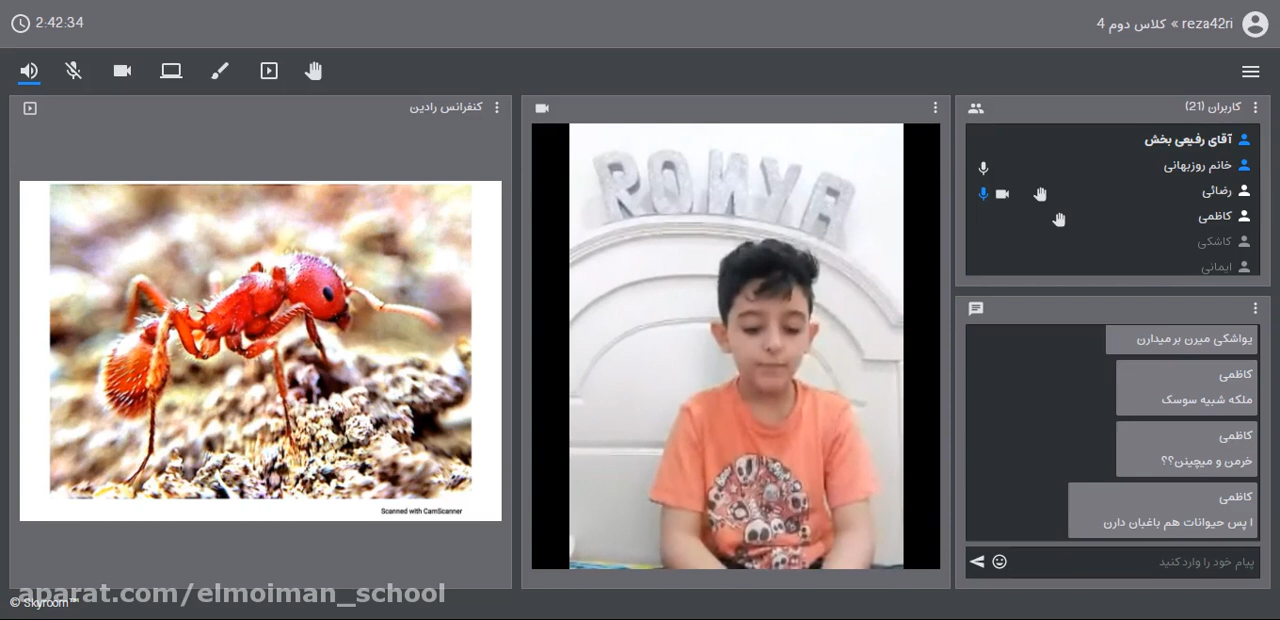 2:42:34
reza42ri » کلاس دوم 4
کنفرانس رادین
Scanned with CamScanner
RONYA
کاربران (21)
آقای رفیعی بخش
خانم روزبهانی
رضائی
کاظمی
کاشکی
ایمانی
یواشکی میرن بر میدارن
کاظمی
ملکه شبیه سوسک
کاظمی
خرمن و میچینن؟؟
کاظمی
ا پس حیوانات هم باغبان دارن
پیام خود را وارد کنید
aparat.com/elmoiman_school
© Skyroom™